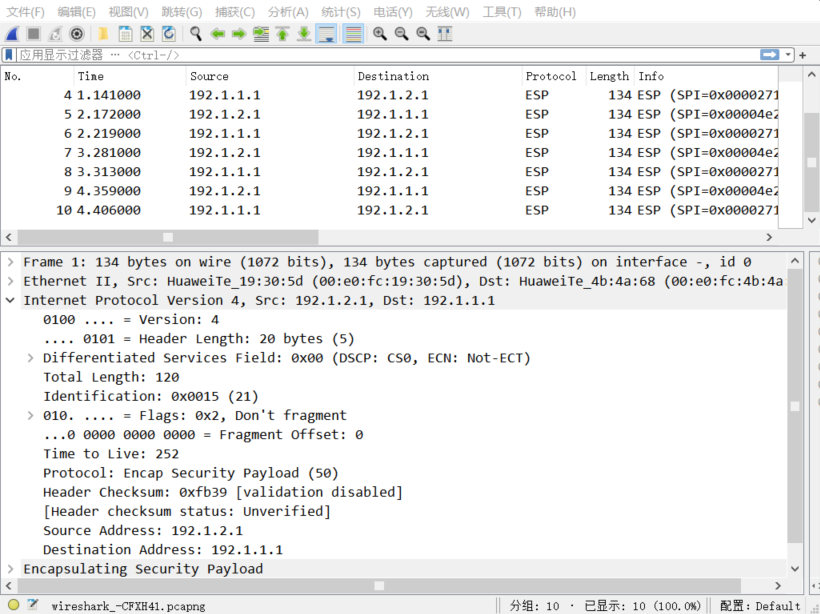 文件(F) 编辑(E) 视图(V) 跳转(G) 捕获(C) 分析(A) 统计(S) 电话(Y) 无线(W) 工具(T) 帮助(H)
应用显示过滤器 … <Ctrl-/>
No. Time Source Destination Protocol Length Info
4 1.141000 192.1.1.1 192.1.2.1 ESP 134 ESP (SPI=0x0000271
5 2.172000 192.1.2.1 192.1.1.1 ESP 134 ESP (SPI=0x00004e2
6 2.219000 192.1.1.1 192.1.2.1 ESP 134 ESP (SPI=0x0000271
7 3.281000 192.1.2.1 192.1.1.1 ESP 134 ESP (SPI=0x00004e2
8 3.313000 192.1.1.1 192.1.2.1 ESP 134 ESP (SPI=0x0000271
9 4.359000 192.1.2.1 192.1.1.1 ESP 134 ESP (SPI=0x00004e2
10 4.406000 192.1.1.1 192.1.2.1 ESP 134 ESP (SPI=0x0000271
Frame 1: 134 bytes on wire (1072 bits), 134 bytes captured (1072 bits) on interface -, id 0
Ethernet II, Src: HuaweiTe_19:30:5d (00:e0:fc:19:30:5d), Dst: HuaweiTe_4b:4a:68 (00:e0:fc:4b:4a:
Internet Protocol Version 4, Src: 192.1.2.1, Dst: 192.1.1.1
0100 .... = Version: 4
.... 0101 = Header Length: 20 bytes (5)
Differentiated Services Field: 0x00 (DSCP: CS0, ECN: Not-ECT)
Total Length: 120
Identification: 0x0015 (21)
010. .... = Flags: 0x2, Don't fragment
...0 0000 0000 0000 = Fragment Offset: 0
Time to Live: 252
Protocol: Encap Security Payload (50)
Header Checksum: 0xfb39 [validation disabled]
[Header checksum status: Unverified]
Source Address: 192.1.2.1
Destination Address: 192.1.1.1
Encapsulating Security Payload
wireshark_-CFXH41.pcapng 分组: 10 · 已显示: 10 (100.0%) 配置: Default